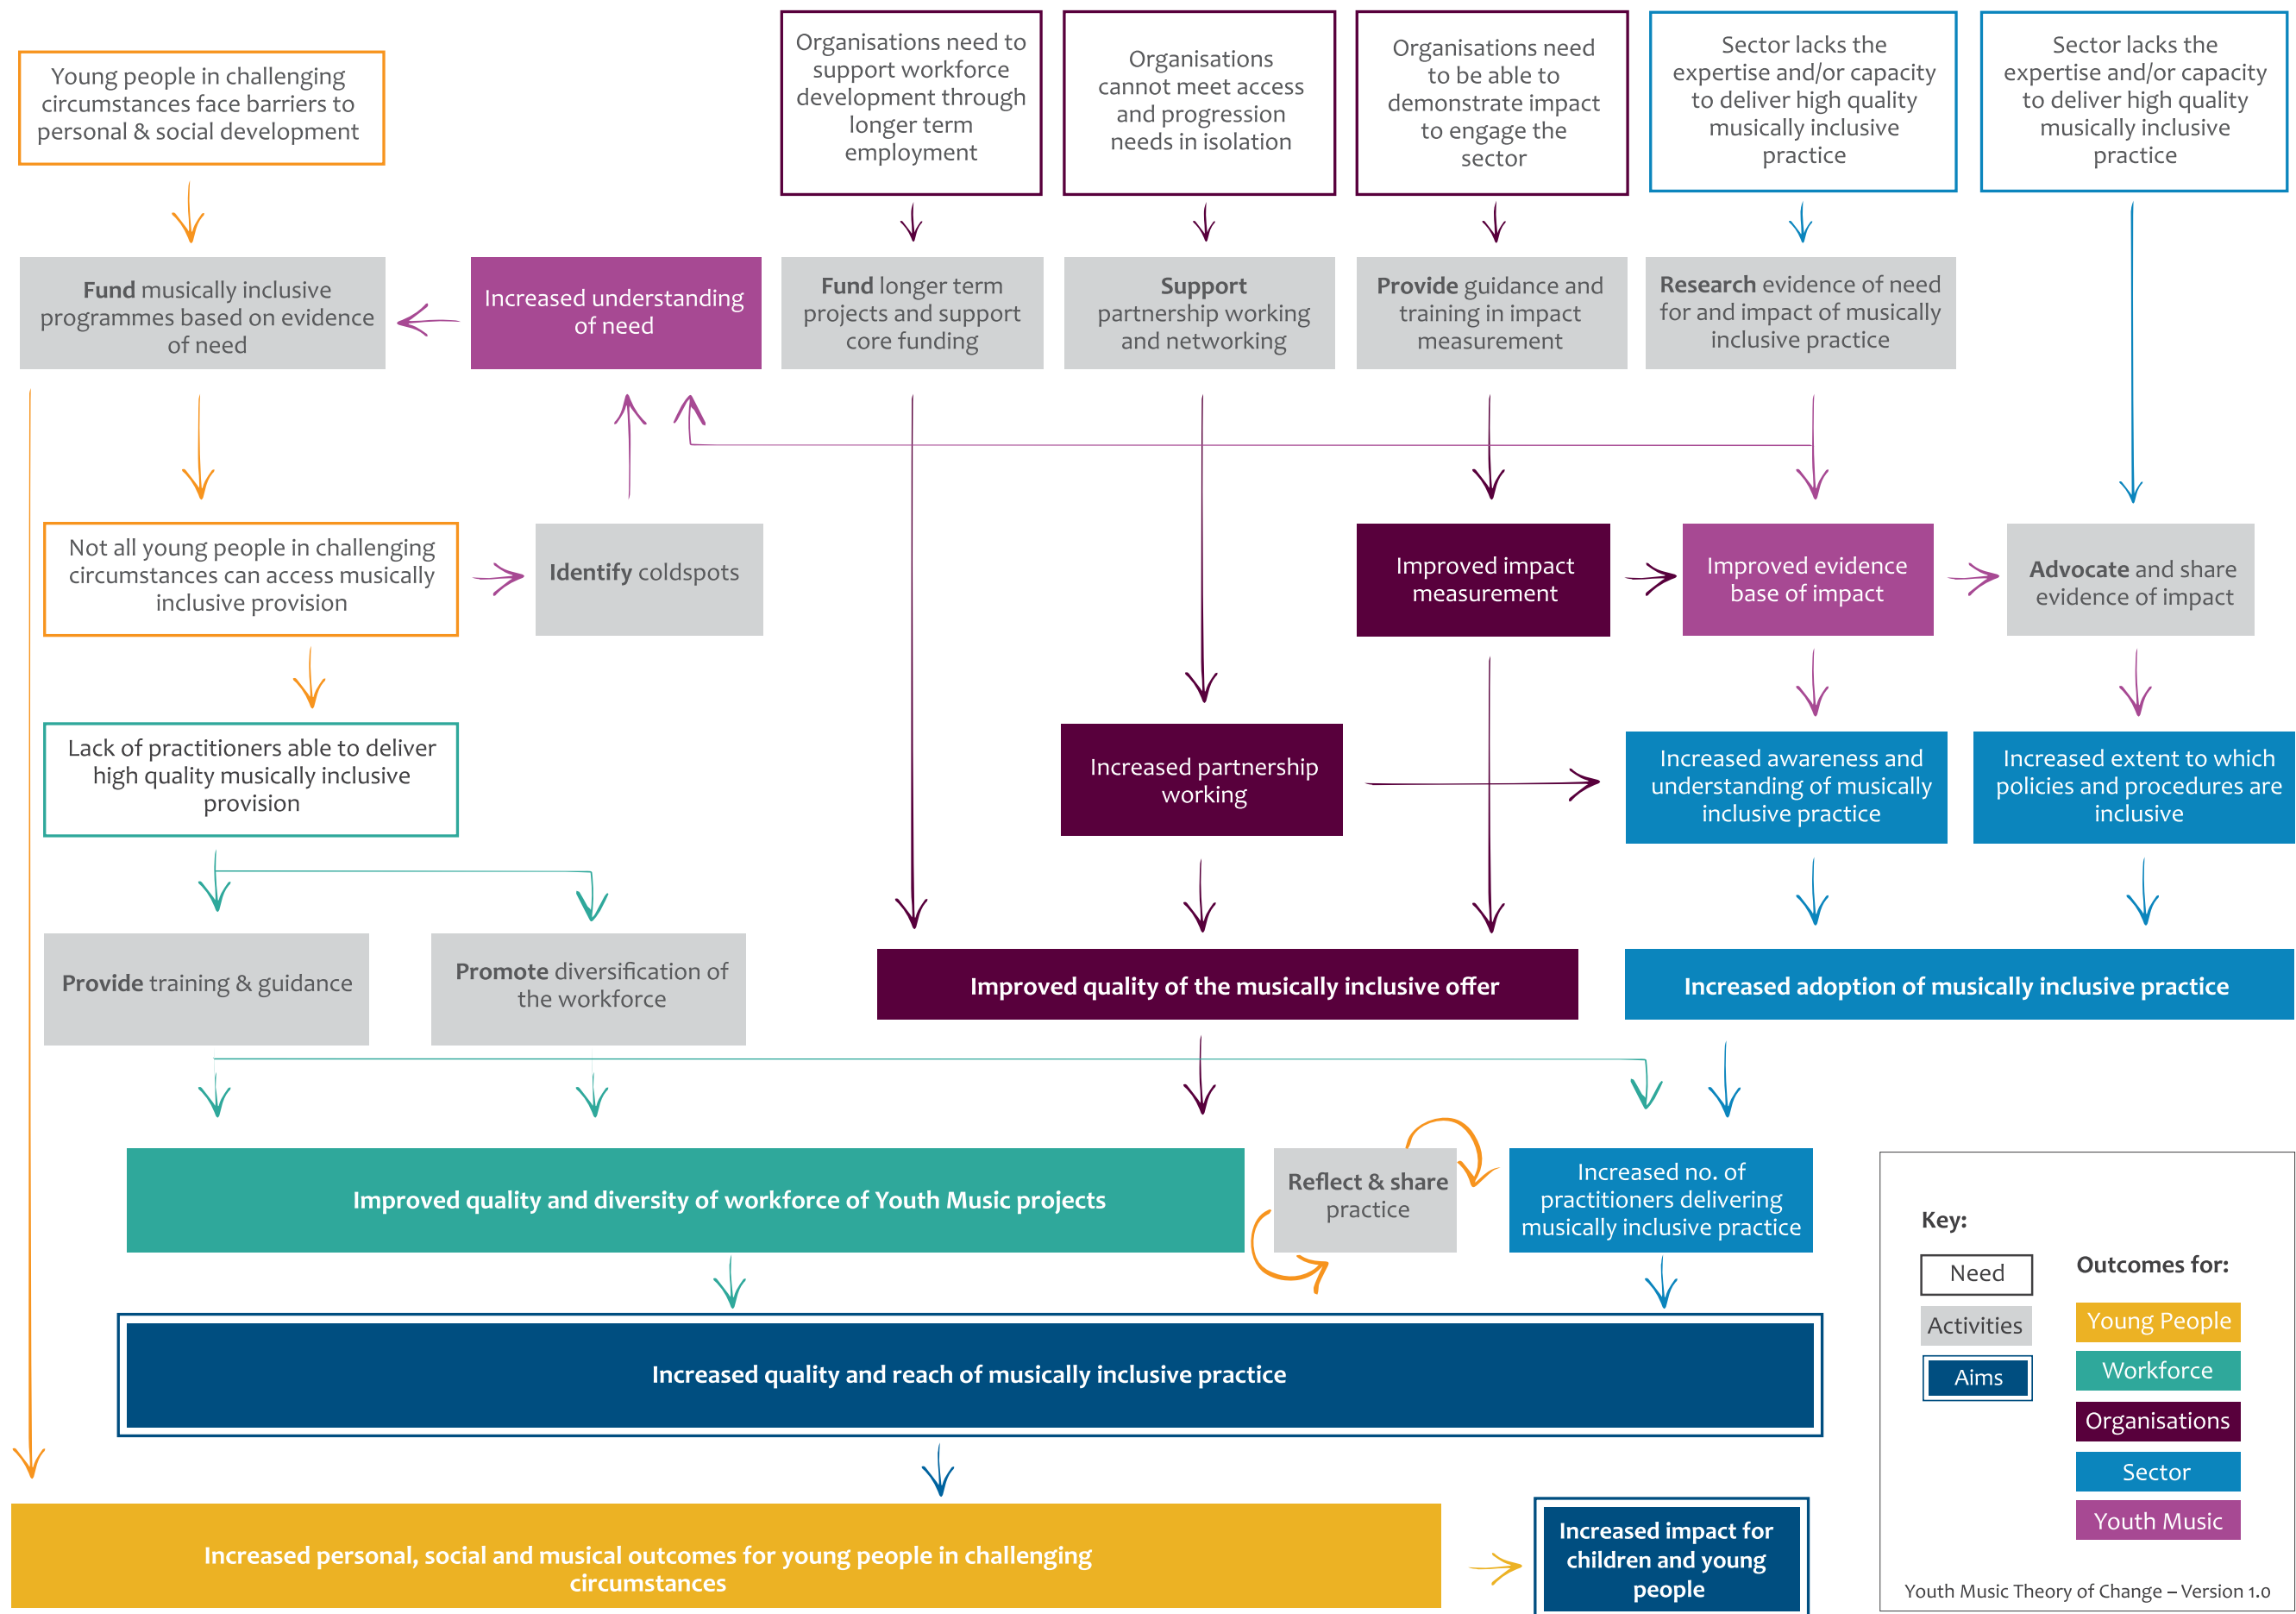 Young people in challenging
circumstances face barriers to
personal & social development
Organisations need to
support workforce
development through
longer term
employment
Organisations
cannot meet access
and progression
needs in isolation
Organisations need
to be able to
demonstrate impact
to engage the
sector
Sector lacks the
expertise and/or capacity
to deliver high quality
musically inclusive
practice
Sector lacks the
expertise and/or capacity
to deliver high quality
musically inclusive
practice
Fund musically inclusive
programmes based on evidence
of need
Increased understanding
of need
Fund longer term
projects and support
core funding
Support
partnership working
and networking
Provide guidance and
training in impact
measurement
Research evidence of need
for and impact of musically
inclusive practice
Not all young people in challenging
circumstances can access musically
inclusive provision
Identify coldspots
Improved impact
measurement
Improved evidence
base of impact
Advocate and share
evidence of impact
Lack of practitioners able to deliver
high quality musically inclusive
provision
Increased partnership
working
Increased awareness and
understanding of musically
inclusive practice
Increased extent to which
policies and procedures are
inclusive
Provide training & guidance
Promote diversification of
the workforce
Improved quality of the musically inclusive offer
Increased adoption of musically inclusive practice
Improved quality and diversity of workforce of Youth Music projects
Reflect & share
practice
Increased no. of
practitioners delivering
musically inclusive practice
Increased quality and reach of musically inclusive practice
Increased personal, social and musical outcomes for young people in challenging
circumstances
Increased impact for
children and young
people
Key:
Need
Activities
Aims
Outcomes for:
Young People
Workforce
Organisations
Sector
Youth Music
Youth Music Theory of Change – Version 1.0